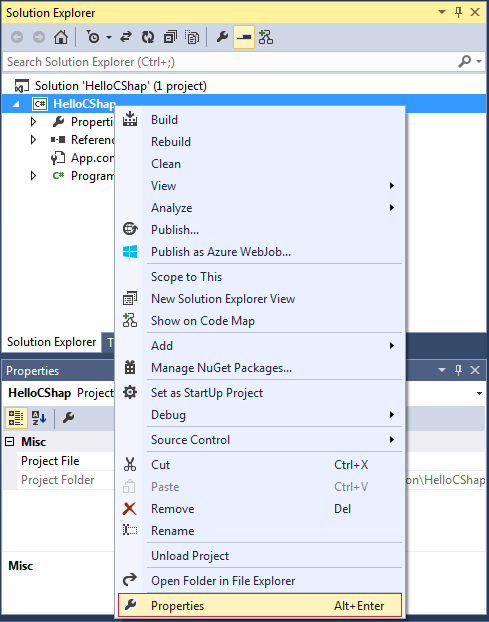 Solution Explorer
Search Solution Explorer (Ctrl+;)
Solution 'HelloCShap' (1 project)
C# HelloCShap
Build
Properti
Rebuild
Referenc
Clean
App.con
View
C# Program
Analyze
Publish...
Publish as Azure WebJob...
Scope to This
New Solution Explorer View
Show on Code Map
Solution Explorer T
Add
Properties
Manage NuGet Packages...
HelloCShap Project
Set as StartUp Project
Debug
Misc
Source Control
Project File
Cut Ctrl+X
Project Folder
Paste Ctrl+V
on\HelloCShap
Remove Del
Rename
Unload Project
Misc
Open Folder in File Explorer
Properties Alt+Enter